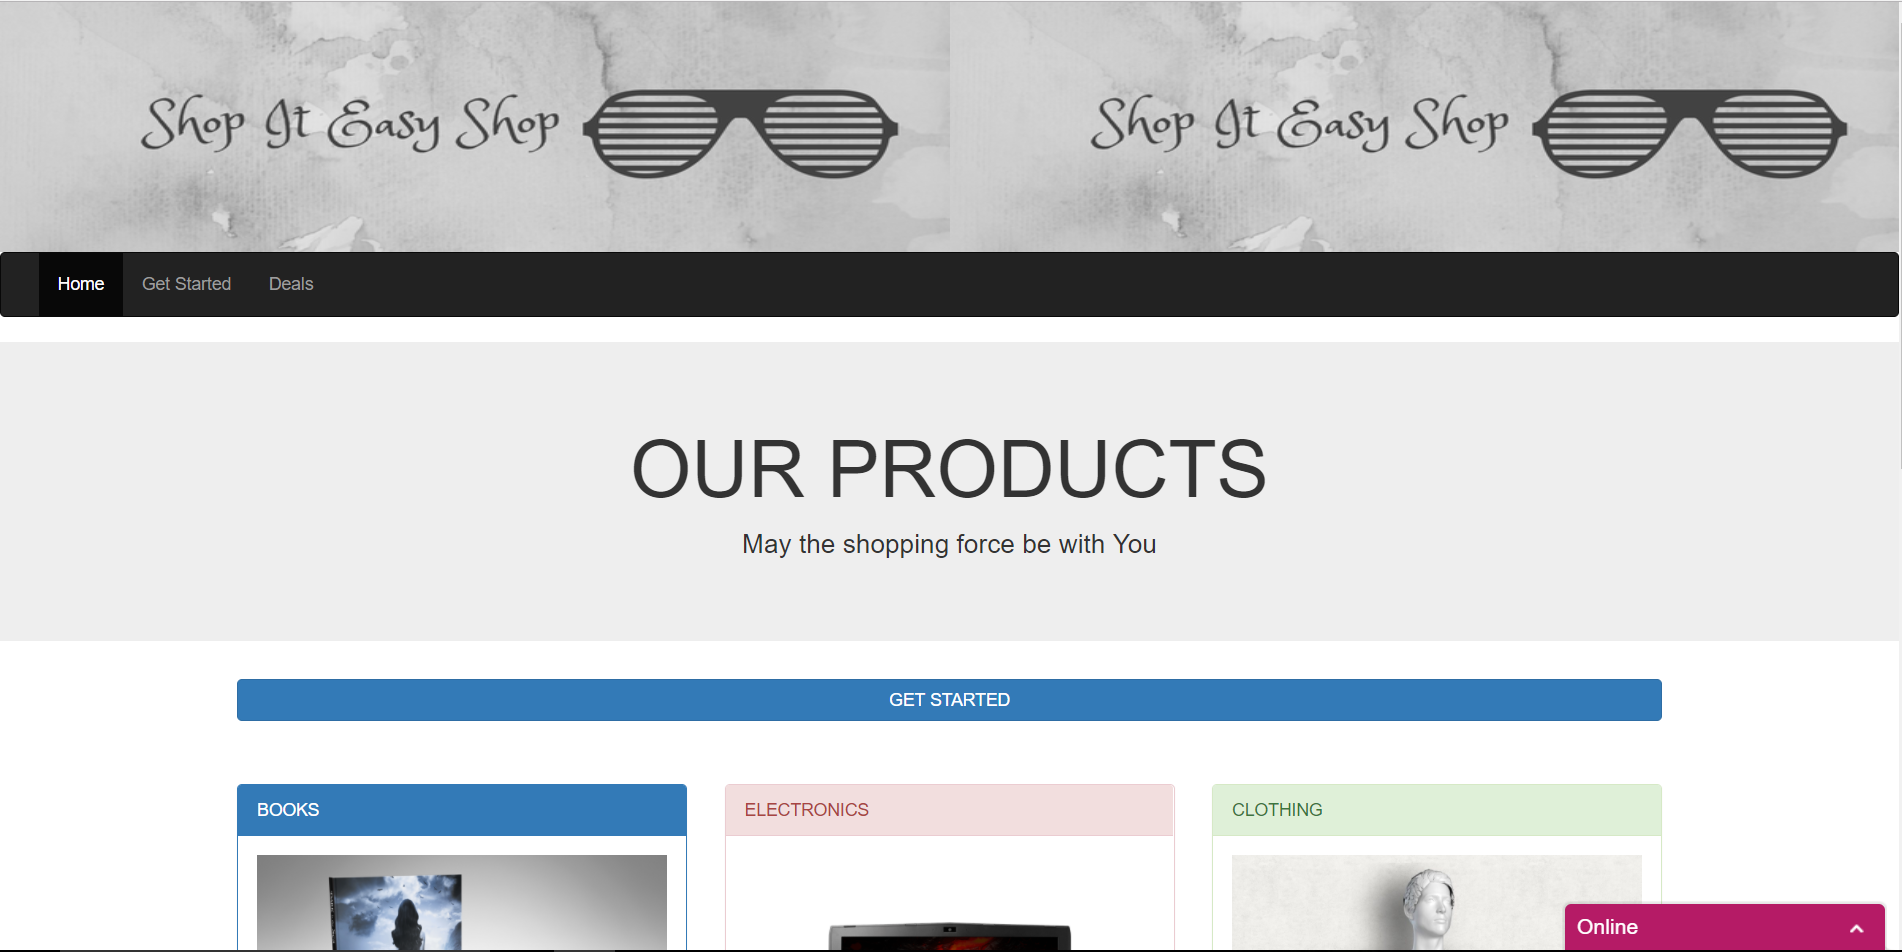 Shop It Easy Shop
Shop It Easy Shop
Home
Get Started
Deals
OUR PRODUCTS
May the shopping force be with You
GET STARTED
BOOKS
ELECTRONICS
CLOTHING
Online